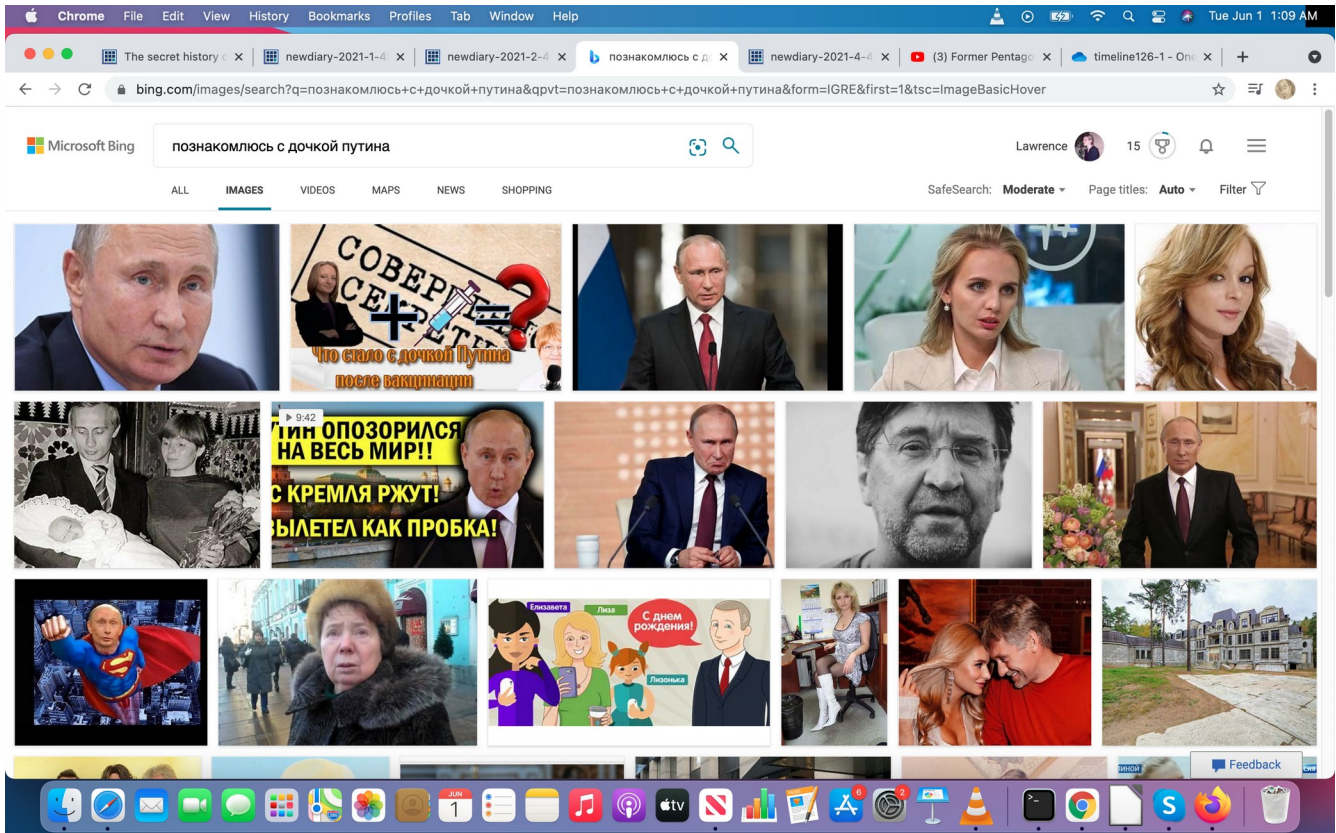 Chrome File Edit View History Bookmarks Profiles Tab Window Help
Tue Jun 1 1:09 AM
The secret history
newdiary-2021-1-4
newdiary-2021-2-4
познакомлюсь с д
newdiary-2021-4-4
(3) Former Pentago
timeline126-1 - One
bing.com/images/search?q=познакомлюсь+с+дочкой+путина&qpvt=познакомлюсь+с+дочкой+путина&form=IGRE&first=1&tsc=ImageBasicHover
Microsoft Bing
познакомлюсь с дочкой путина
Lawrence
15
ALL IMAGES VIDEOS MAPS NEWS SHOPPING
SafeSearch: Moderate
Page titles: Auto
Filter
Что стало с дочкой Путина
после вакцинации
44
9:42
ОПОЗОРИЛСЯ
НА ВЕСЬ МИР!!
С КРЕМЛЯ РЖУТ!
ВЫЛЕТЕЛ КАК ПРОБКА!
Елизавета
Лиза
С днем
рождения!
Лизонька
Feedback
JUN
1
tv
6
2